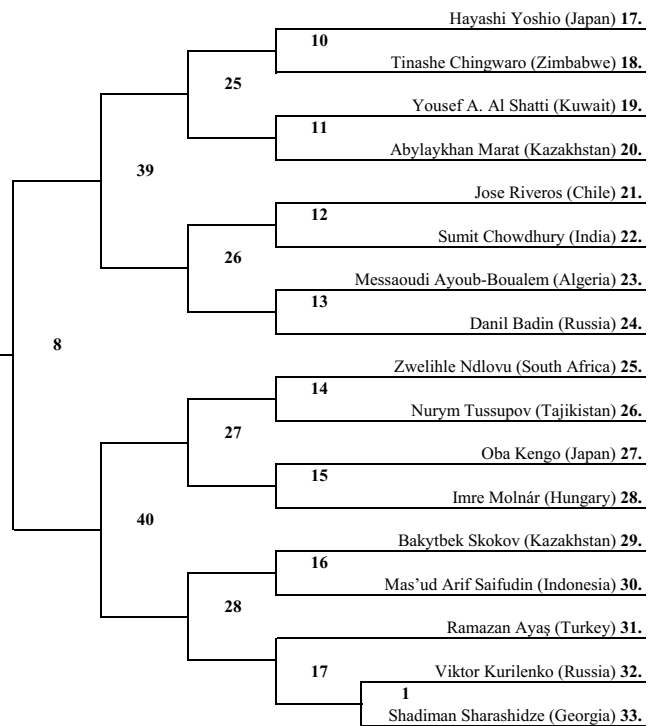 Hayashi Yoshio (Japan) 17.
10
Tinashe Chingwaro (Zimbabwe) 18.
25
Yousef A. Al Shatti (Kuwait) 19.
11
Abylaykhan Marat (Kazakhstan) 20.
39
Jose Riveros (Chile) 21.
12
Sumit Chowdhury (India) 22.
26
Messaoudi Ayoub-Boualem (Algeria) 23.
13
Danil Badin (Russia) 24.
8
Zwelihle Ndlovu (South Africa) 25.
14
Nurym Tussupov (Tajikistan) 26.
27
Oba Kengo (Japan) 27.
15
Imre Molnár (Hungary) 28.
40
Bakytbek Skokov (Kazakhstan) 29.
16
Mas'ud Arif Saifudin (Indonesia) 30.
28
Ramazan Ayaş (Turkey) 31.
17
Viktor Kurilenko (Russia) 32.
1
Shadiman Sharashidze (Georgia) 33.